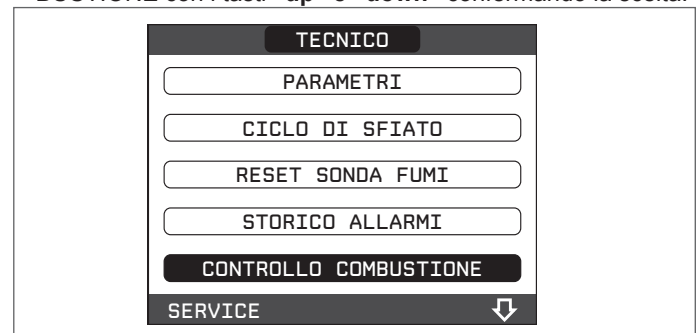 TECNICO
PARAMETRI
CICLO DI SFIATO
RESET SONDA FUMI
STORICO ALLARMI
CONTROLLO COMBUSTIONE
SERVICE